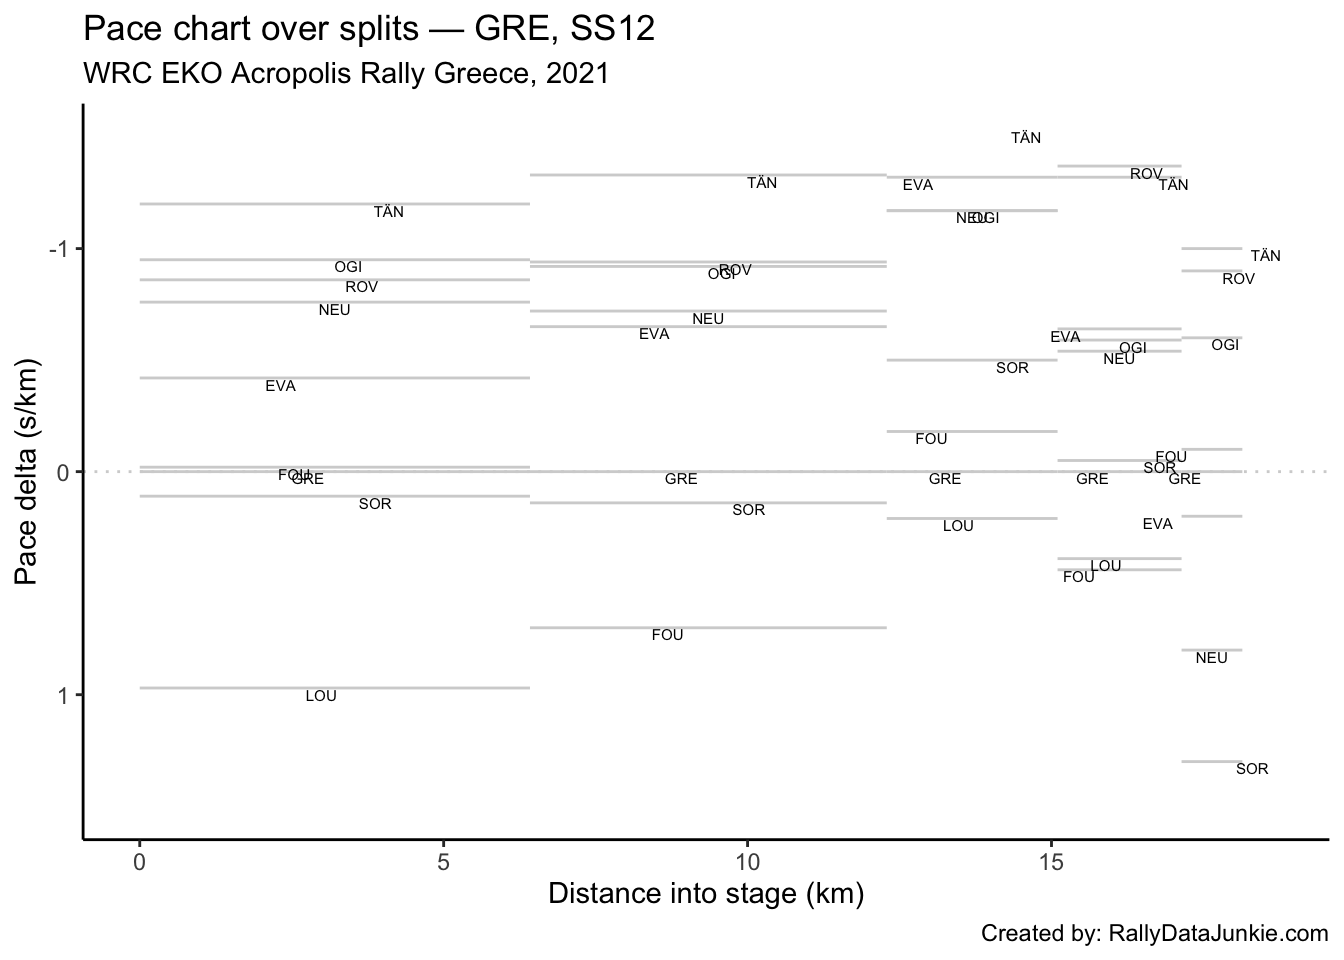 Pace chart over splits — GRE, SS12
WRC EKO Acropolis Rally Greece, 2021
TÄN
ROV
TÄN
EVA
TÄN
TÄN
NEU
OGI
-1
TÄN
OGI
ROV
OGI
ROV
ROV
NEU
NEU
EVA
EVA
OGI
NEU
OGI
SOR
EVA
FOU
FOU
SOR
0
FOU
GRE
GRE
GRE
GRE
GRE
SOR
SOR
LOU
EVA
LOU
FOU
FOU
NEU
1
LOU
SOR
Pace delta (s/km)
0 5 10 15
Distance into stage (km)
Created by: RallyDataJunkie.com